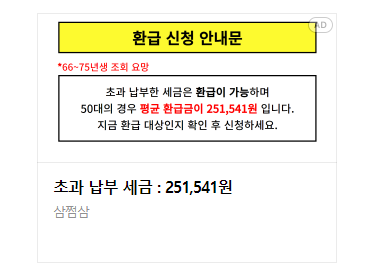 환급 신청 안내문
AD
*66~75년생 조회 요망
초과 납부한 세금은 환급이 가능하며
50대의 경우 평균 환급금이 251,541원 입니다.
지금 환급 대상인지 확인 후 신청하세요.
초과 납부 세금 : 251,541원
삼쩜삼